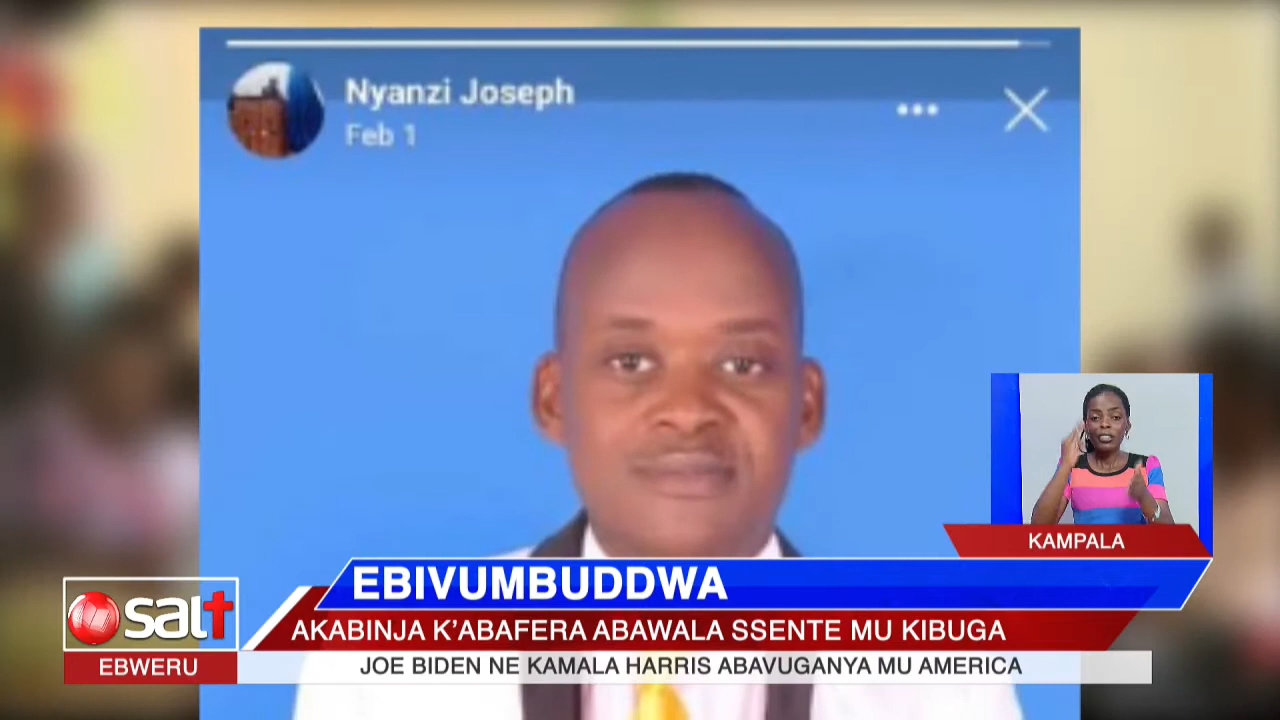 Nyanzi Joseph
Feb 1
KAMPALA
EBIVUMBUDDWA
salt
AKABINJA K'ABAFERA ABAWALA SSENTE MU KIBUGA
EBWERU
JOE BIDEN NE KAMALA HARRIS ABAVUGANYA MU AMERICA